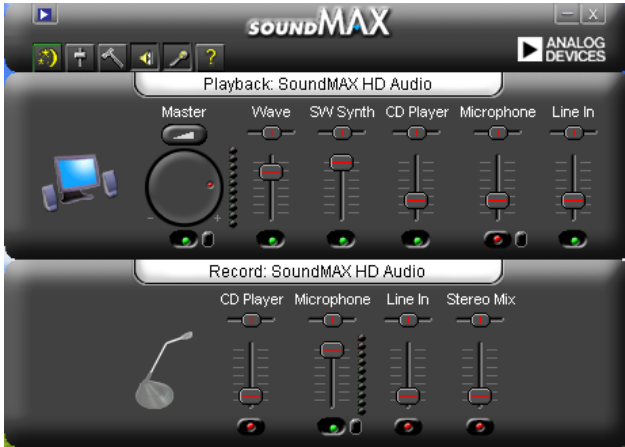 SOUNDMAX
ANALOG
DEVICES
?
Playback: SoundMAX HD Audio
Master Wave SW Synth CD Player Microphone Line In
- +
Record: SoundMAX HD Audio
CD Player Microphone Line In Stereo Mix